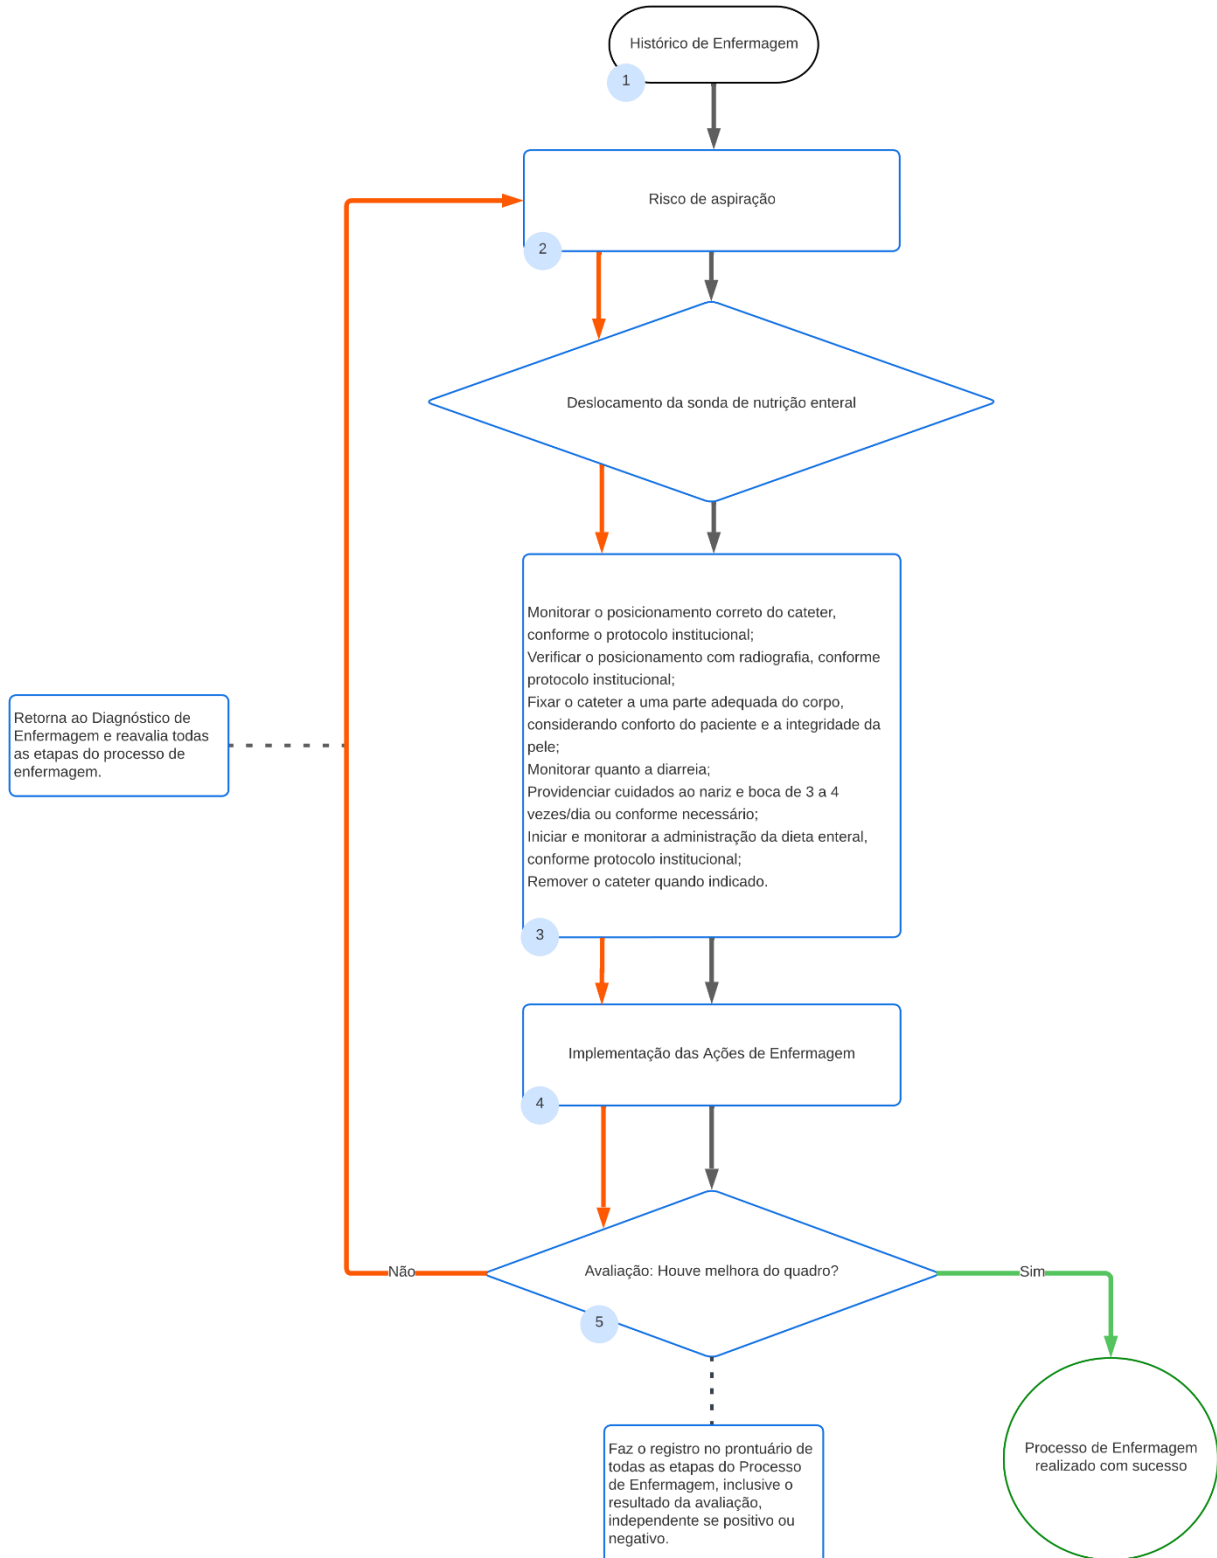 Histórico de Enfermagem
1
Risco de aspiração
2
Deslocamento da sonda de nutrição enteral
Monitorar o posicionamento correto do cateter,
conforme o protocolo institucional;
Verificar o posicionamento com radiografia, conforme
protocolo institucional;
Fixar o cateter a uma parte adequada do corpo,
considerando conforto do paciente e a integridade da
pele;
Monitorar quanto a diarreia;
Providenciar cuidados ao nariz e boca de 3 a 4
vezes/dia ou conforme necessário;
Iniciar e monitorar a administração da dieta enteral,
conforme protocolo institucional;
Remover o cateter quando indicado.
3
Retorna ao Diagnóstico de
Enfermagem e reavalia todas
as etapas do processo de
enfermagem.
Implementação das Ações de Enfermagem
4
Avaliação: Houve melhora do quadro?
Não
Sim
5
Processo de Enfermagem
realizado com sucesso
Faz o registro no prontuário de
todas as etapas do Processo
de Enfermagem, inclusive o
resultado da avaliação,
independente se positivo ou
negativo.